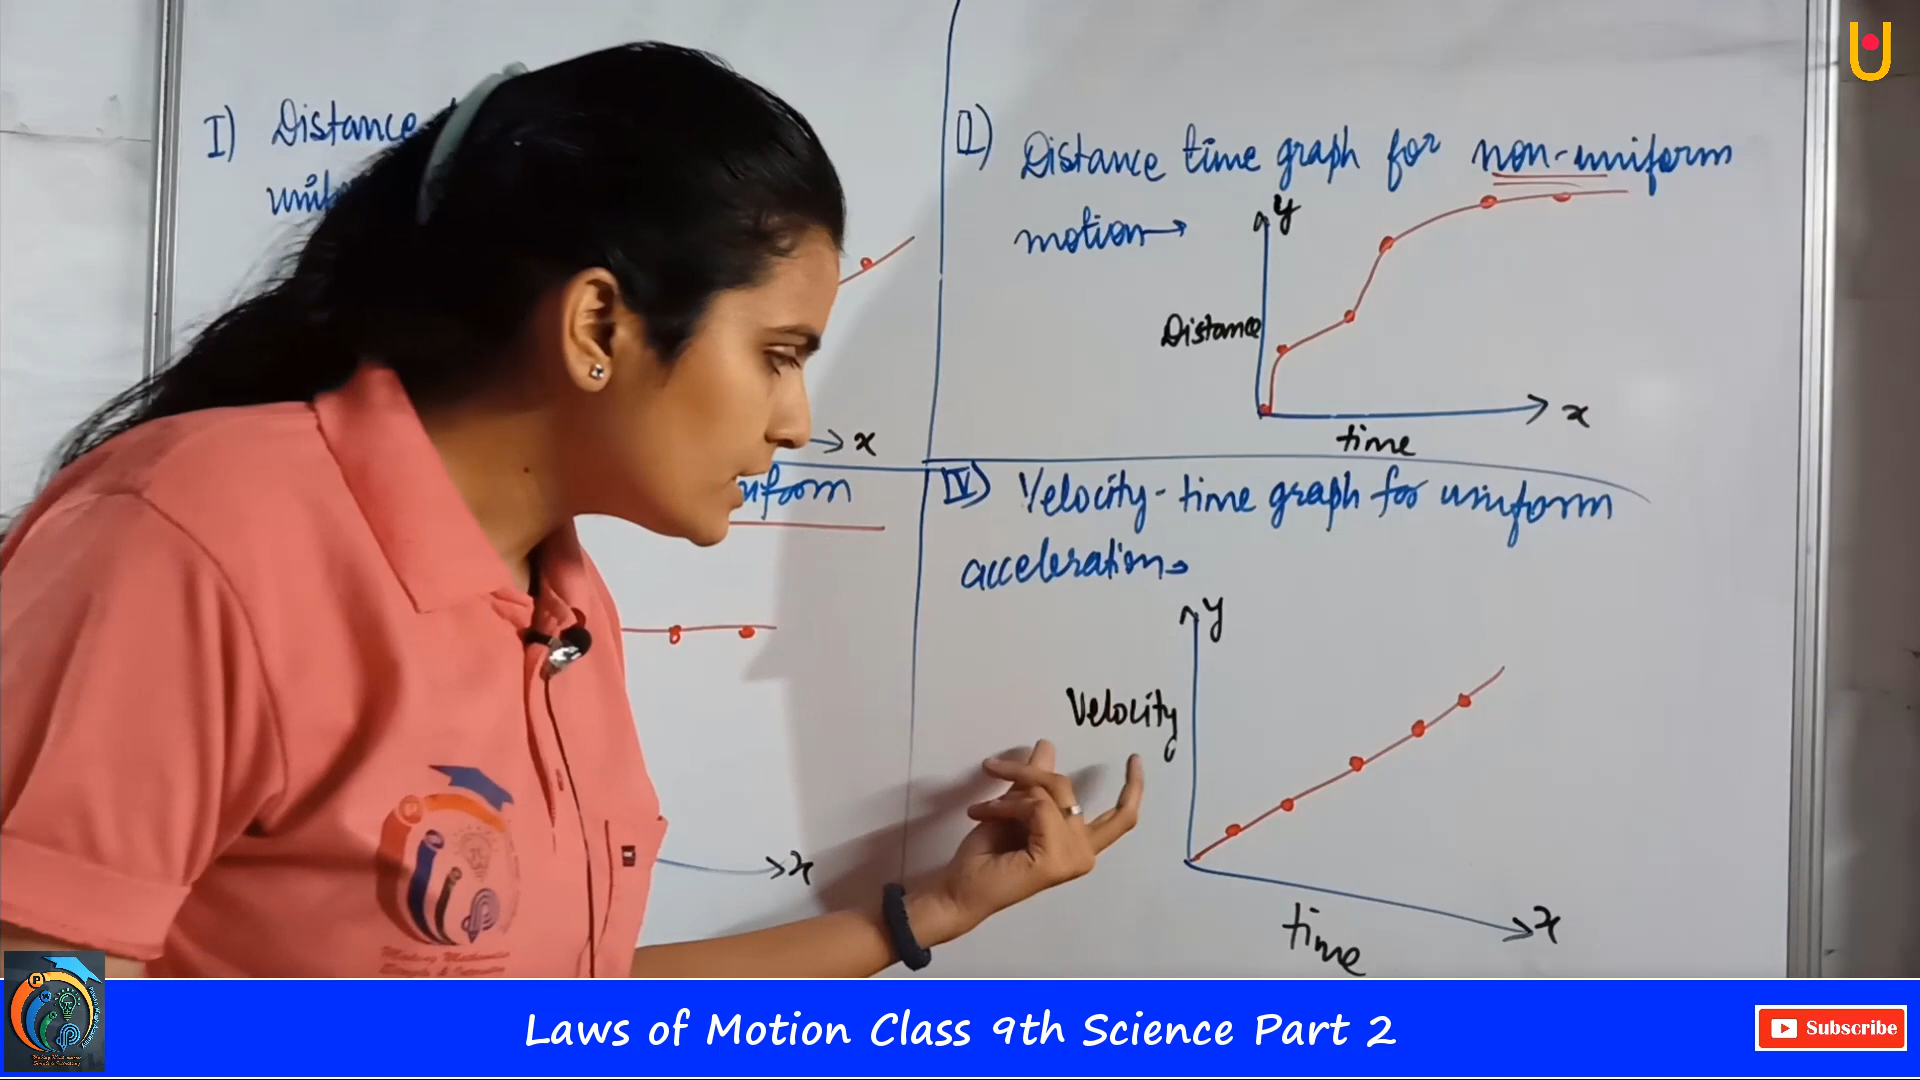 I) Distance
II) Distance time graph for non-uniform
motion→
y
Distance
x
time
x
IV) Velocity-time graph for uniform
acceleration→
y
Velocity
x
time
x
Laws of Motion Class 9th Science Part 2
Subscribe